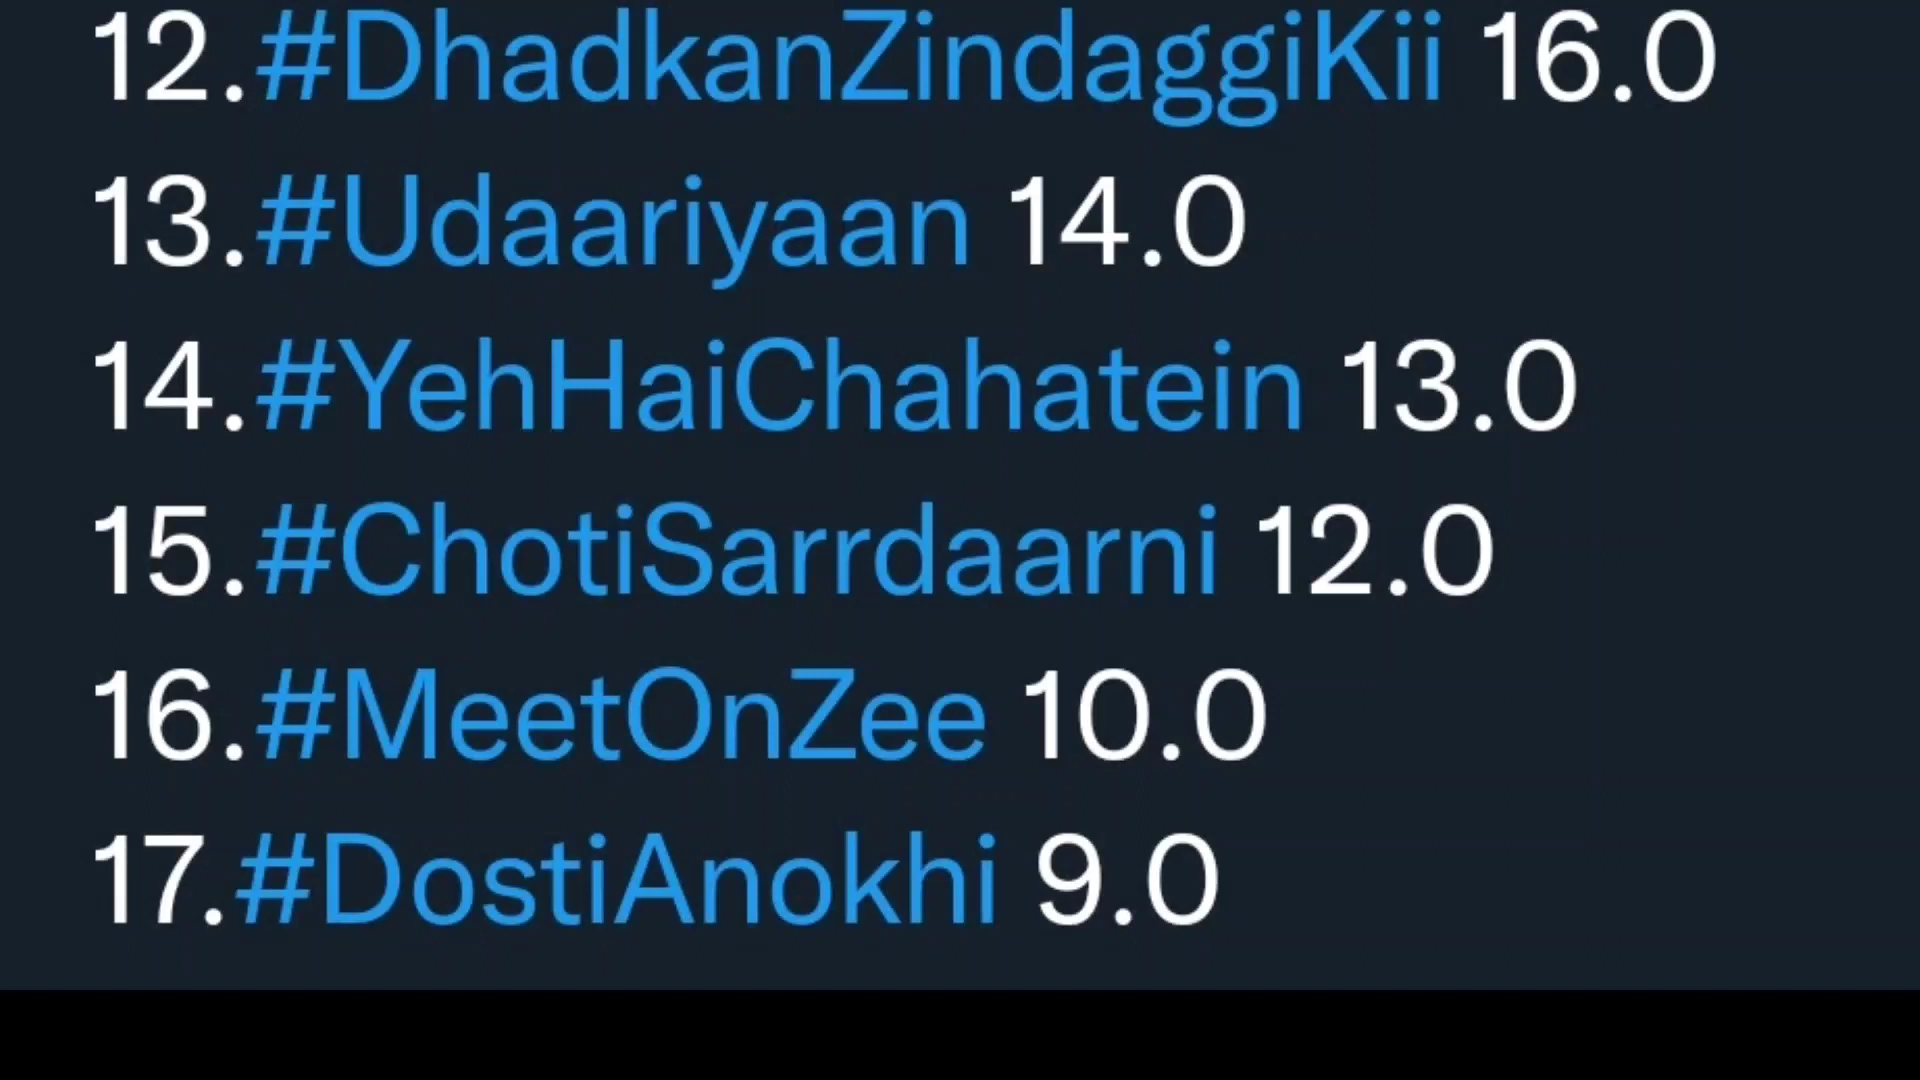 12.#DhadkanZindaggiKii 16.0
13.#Udaariyaan 14.0
14.#YehHaiChahatein 13.0
15.#ChotiSarrdaarni 12.0
16.#MeetOnZee 10.0
17.#DostiAnokhi 9.0